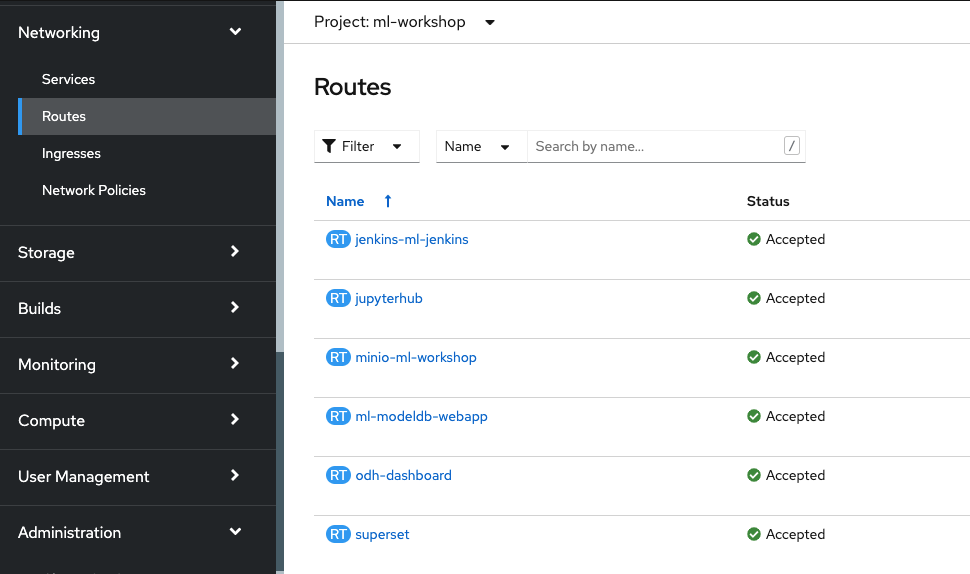 Networking
Services
Routes
Ingresses
Network Policies
Storage
Builds
Monitoring
Compute
User Management
Administration
Project: ml-workshop
Routes
Filter Name Search by name... /
Name Status
RT jenkins-ml-jenkins Accepted
RT jupyterhub Accepted
RT minio-ml-workshop Accepted
RT ml-modeldb-webapp Accepted
RT odh-dashboard Accepted
RT superset Accepted